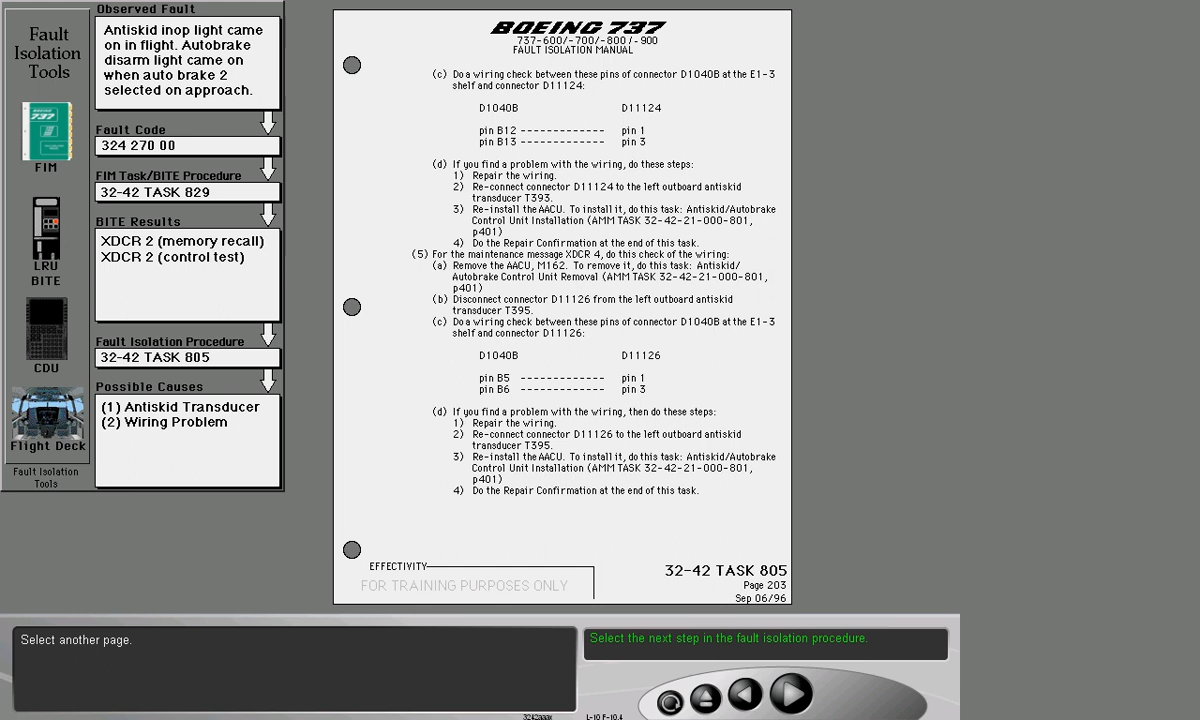 Fault
Isolation
Tools
FIM
LRU
BITE
CDU
Flight Deck
Fault Isolation
Tools
Observed Fault
Antiskid inop light came
on in flight. Autobrake
disarm light came on
when auto brake 2
selected on approach.
Fault Code
324 270 00
FIM Task/BITE Procedure
32-42 TASK 829
BITE Results
XDCR 2 (memory recall)
XDCR 2 (control test)
Fault Isolation Procedure
32-42 TASK 805
Possible Causes
(1) Antiskid Transducer
(2) Wiring Problem
BOEING 737
737-600/-700/-800/-900
FAULT ISOLATION MANUAL
(c) Do a wiring check between these pins of connector D1040B at the E1-3
shelf and connector D11124:
D1040B D11124
pin B12 ------------- pin 1
pin B13 ------------- pin 3
(d) If you find a problem with the wiring, do these steps:
1) Repair the wiring.
2) Re-connect connector D11124 to the left outboard antiskid
transducer T393.
3) Re-install the AACU. To install it, do this task: Antiskid/Autobrake
Control Unit Installation (AMM TASK 32-42-21-000-801,
p401)
4) Do the Repair Confirmation at the end of this task.
(5) For the maintenance message XDCR 4, do this check of the wiring:
(a) Remove the AACU, M162. To remove it, do this task: Antiskid/
Autobrake Control Unit Removal (AMM TASK 32-42-21-000-801,
p401)
(b) Disconnect connector D11126 from the left outboard antiskid
transducer T395.
(c) Do a wiring check between these pins of connector D1040B at the E1-3
shelf and connector D11126:
D1040B D11126
pin B5 ------------- pin 1
pin B6 ------------- pin 3
(d) If you find a problem with the wiring, then do these steps:
1) Repair the wiring.
2) Re-connect connector D11126 to the left outboard antiskid
transducer T395.
3) Re-install the AACU. To install it, do this task: Antiskid/Autobrake
Control Unit Installation (AMM TASK 32-42-21-000-801,
p401)
4) Do the Repair Confirmation at the end of this task.
EFFECTIVITY
FOR TRAINING PURPOSES ONLY
32-42 TASK 805
Page 203
Sep 06/96
Select another page.
Select the next step in the fault isolation procedure.
L-10 F-10.4